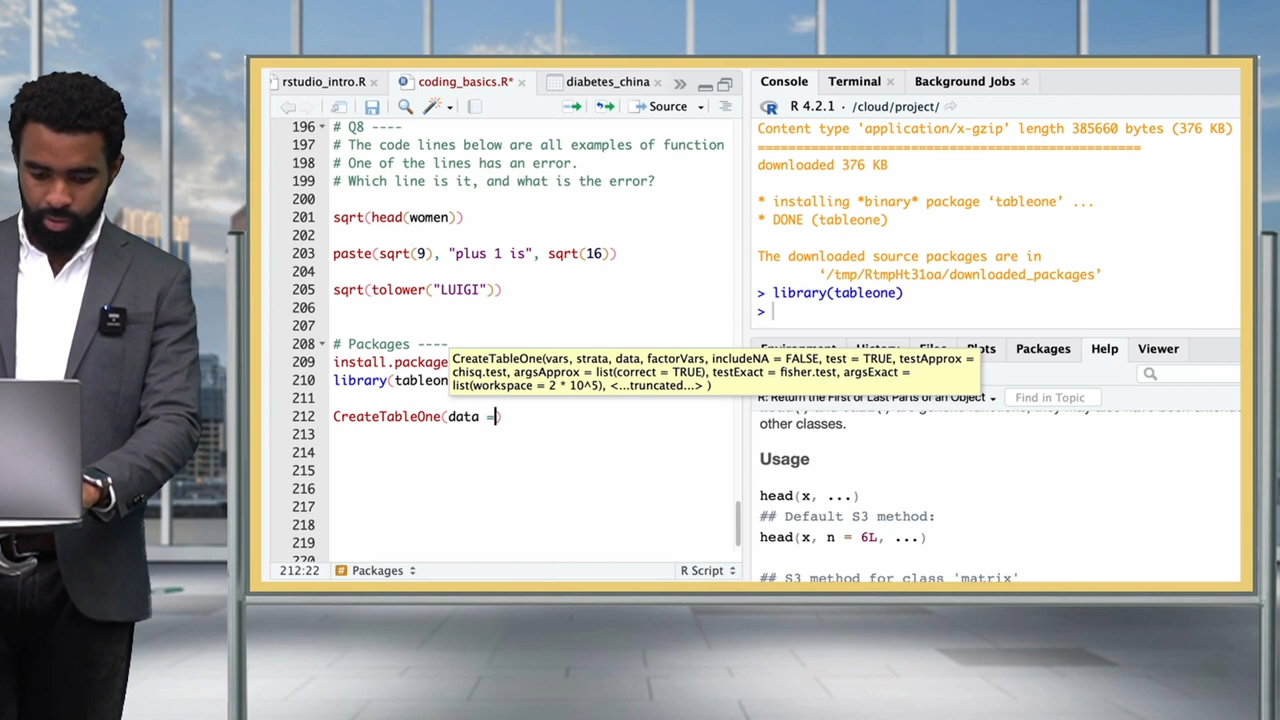 rstudio_intro.R
coding_basics.R*
diabetes_china
Source
196 # Q8 ----
197 # The code lines below are all examples of function
198 # One of the lines has an error.
199 # Which line is it, and what is the error?
200
201 sqrt(head(women))
202
203 paste(sqrt(9), "plus 1 is", sqrt(16))
204
205 sqrt(tolower("LUIGI"))
206
207
208 # Packages ----
209 install.package
210 library(tableon
211
212 CreateTableOne(data =)
213
214
215
216
217
218
219
220
CreateTableOne(vars, strata, data, factorVars, includeNA = FALSE, test = TRUE, testApprox =
chisq.test, argsApprox = list(correct = TRUE), testExact = fisher.test, argsExact =
list(workspace = 2 * 10^5), <...truncated...> )
212:22 # Packages
R Script
Console Terminal Background Jobs
R R 4.2.1 · /cloud/project/
Content type 'application/x-gzip' length 385660 bytes (376 KB)
==================================================
downloaded 376 KB
* installing *binary* package ‘tableone’ ...
* DONE (tableone)
The downloaded source packages are in
‘/tmp/RtmpHt31oa/downloaded_packages’
> library(tableone)
>
Plots Packages Help Viewer
R: Return the First or Last Parts of an Object
Find in Topic
other classes.
Usage
head(x, ...)
## Default S3 method:
head(x, n = 6L, ...)
## S3 method for class 'matrix'